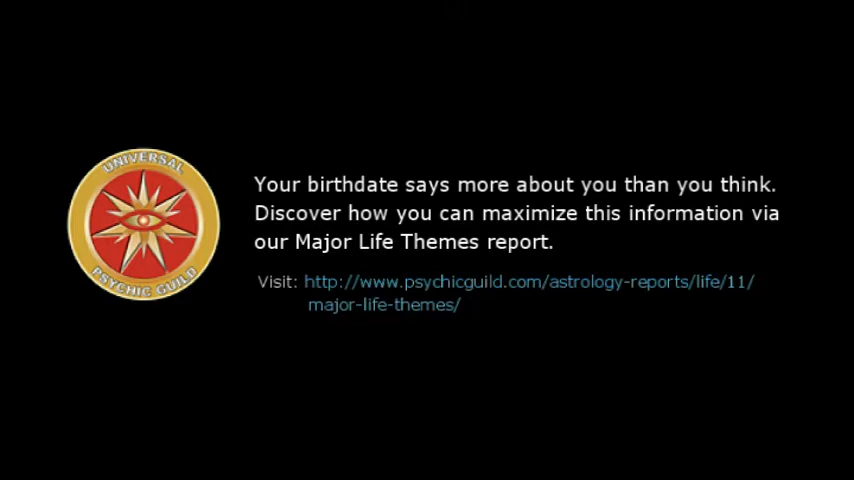 UNIVERSAL
PSYCHIC GUILD
Your birthdate says more about you than you think.
Discover how you can maximize this information via
our Major Life Themes report.
Visit: http://www.psychicguild.com/astrology-reports/life/11/
major-life-themes/